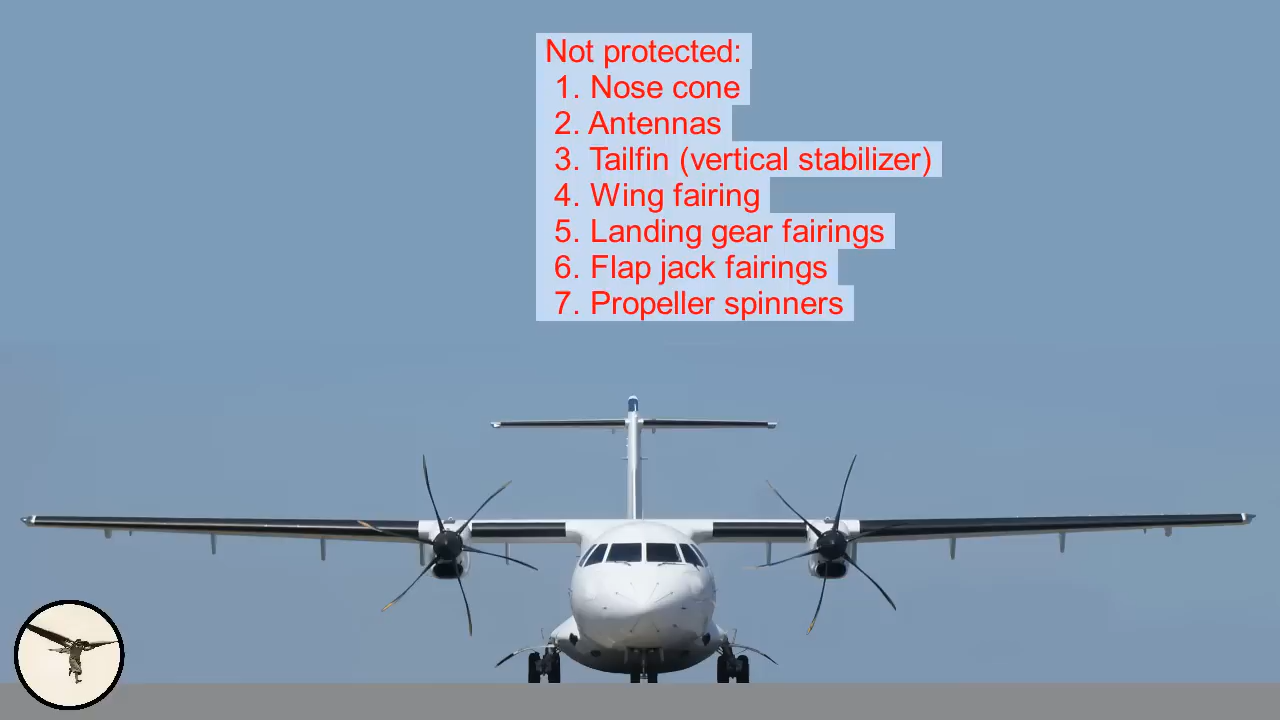 Not protected:
1. Nose cone
2. Antennas
3. Tailfin (vertical stabilizer)
4. Wing fairing
5. Landing gear fairings
6. Flap jack fairings
7. Propeller spinners